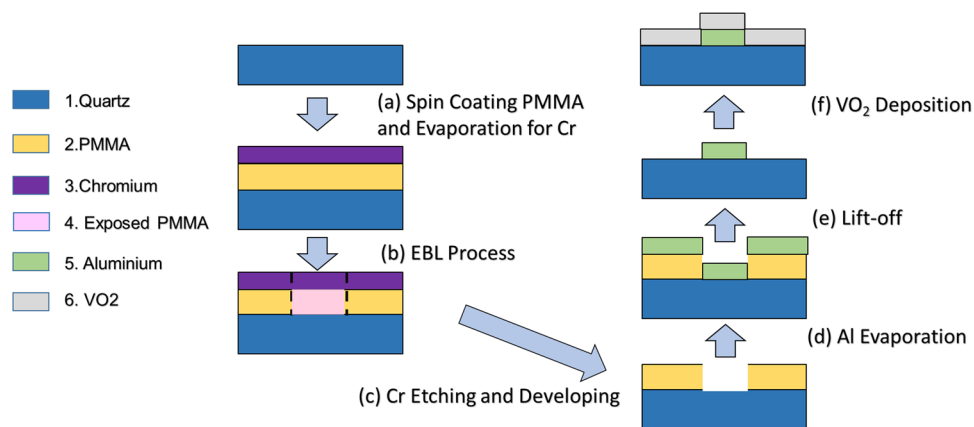 1.Quartz
2.PMMA
3.Chromium
4. Exposed PMMA
5. Aluminium
6. VO2
(a) Spin Coating PMMA
and Evaporation for Cr
(b) EBL Process
(c) Cr Etching and Developing
(d) Al Evaporation
(e) Lift-off
(f) VO₂ Deposition